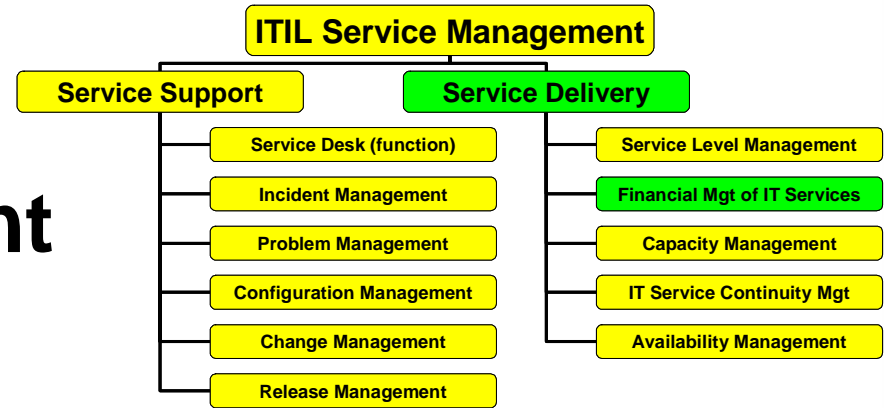 ITIL Service Management
Service Support
Service Delivery
Service Desk (function)
Incident Management
Problem Management
Configuration Management
Change Management
Release Management
Service Level Management
Financial Mgt of IT Services
Capacity Management
IT Service Continuity Mgt
Availability Management
nt